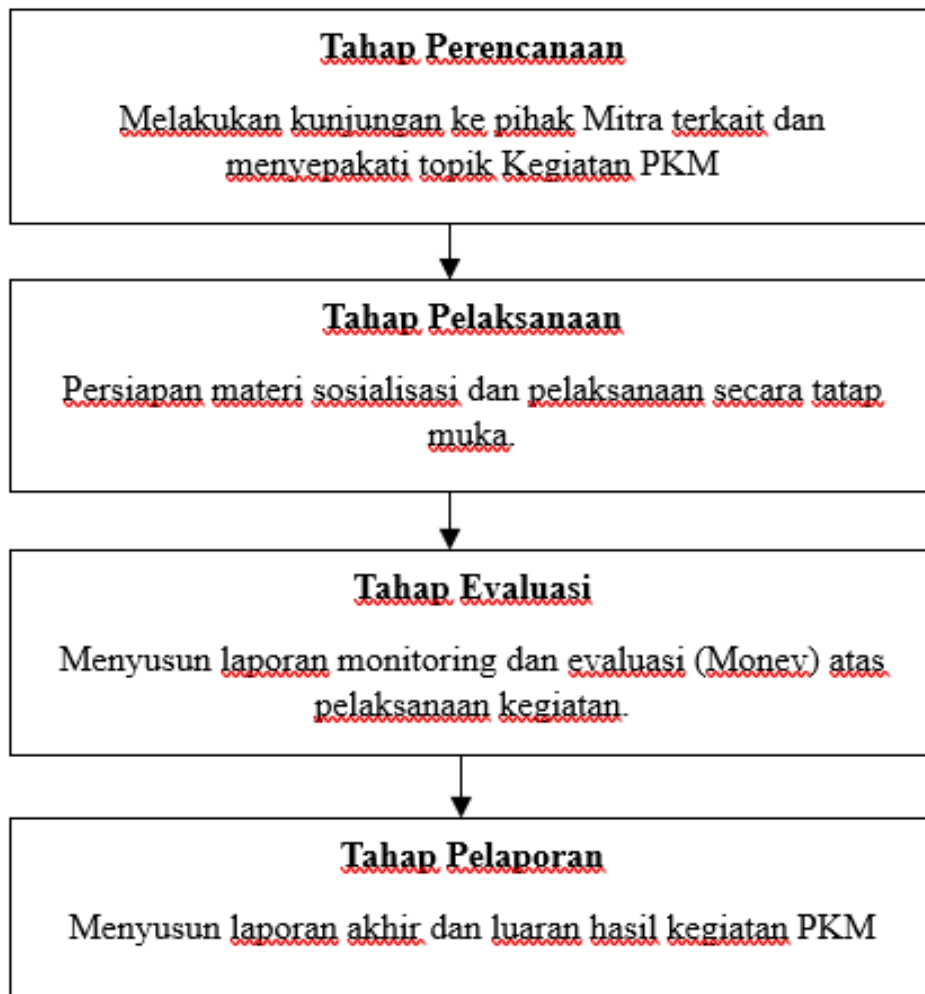 Tahap Perencanaan
Melakukan kunjungan ke pihak Mitra terkait dan
menyepakati topik Kegiatan PKM
Tahap Pelaksanaan
Persiapan materi sosialisasi dan pelaksanaan secara tatap
muka.
Tahap Evaluasi
Menyusun laporan monitoring dan evaluasi (Monev) atas
pelaksanaan kegiatan.
Tahap Pelaporan
Menyusun laporan akhir dan luaran hasil kegiatan PKM